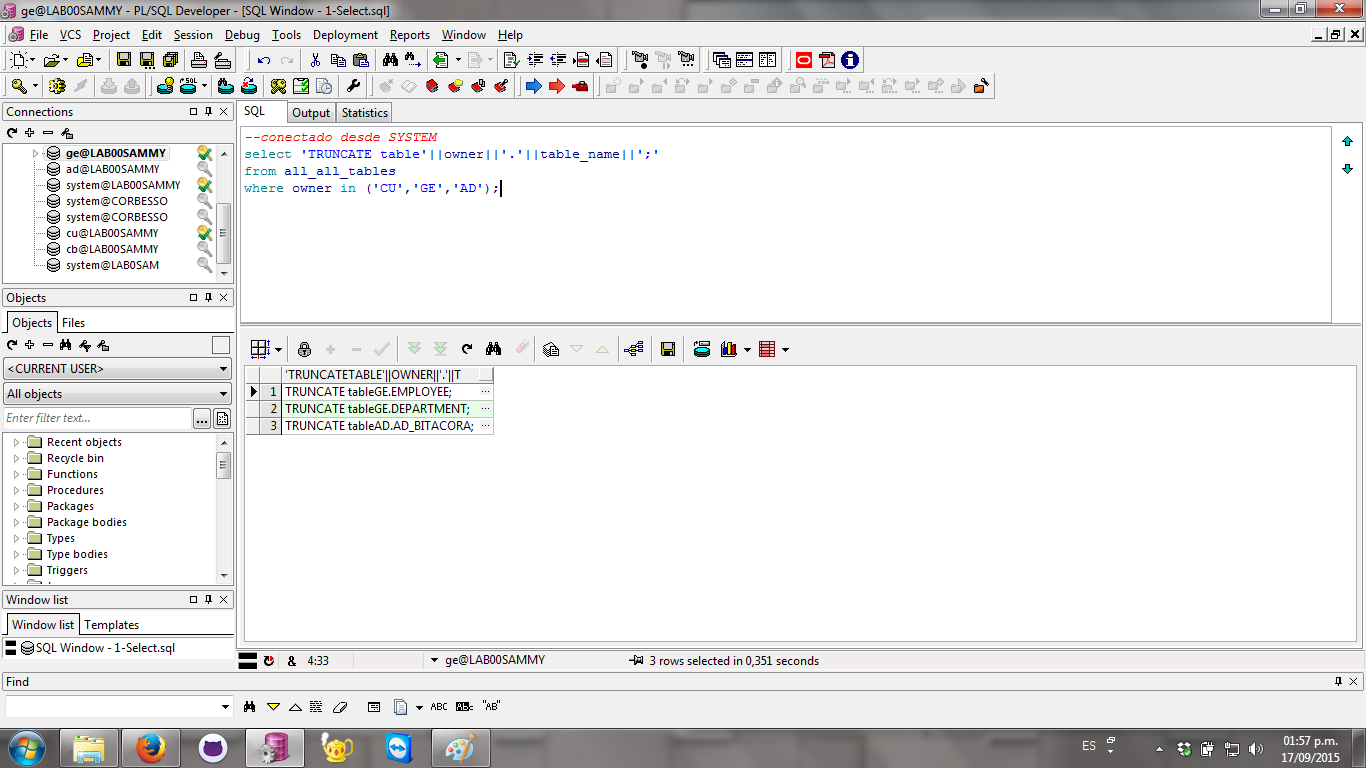 ge@LAB00SAMMY - PL/SQL Developer - [SQL Window - 1-Select.sql]
File VCS Project Edit Session Debug Tools Deployment Reports Window Help
Connections
ge@LAB00SAMMY
ad@LAB00SAMMY
system@LAB00SAMMY
system@CORBESSO
system@CORBESSO
cu@LAB00SAMMY
cb@LAB00SAMMY
system@LAB0SAM
Objects
Objects Files
<CURRENT USER>
All objects
Enter filter text...
Recent objects
Recycle bin
Functions
Procedures
Packages
Package bodies
Types
Type bodies
Triggers
Window list
Window list Templates
SQL Window - 1-Select.sql
SQL Output Statistics
--conectado desde SYSTEM
select 'TRUNCATE table'||owner||'.'||table_name||';'
from all_all_tables
where owner in ('CU','GE','AD');
'TRUNCATETABLE'||OWNER||'.'||T
1 TRUNCATE tableGE.EMPLOYEE; ...
2 TRUNCATE tableGE.DEPARTMENT; ...
3 TRUNCATE tableAD.AD_BITACORA; ...
& 4:33 ge@LAB00SAMMY 3 rows selected in 0,351 seconds
Find
ABC "AB"
ES 01:57 p.m.
17/09/2015